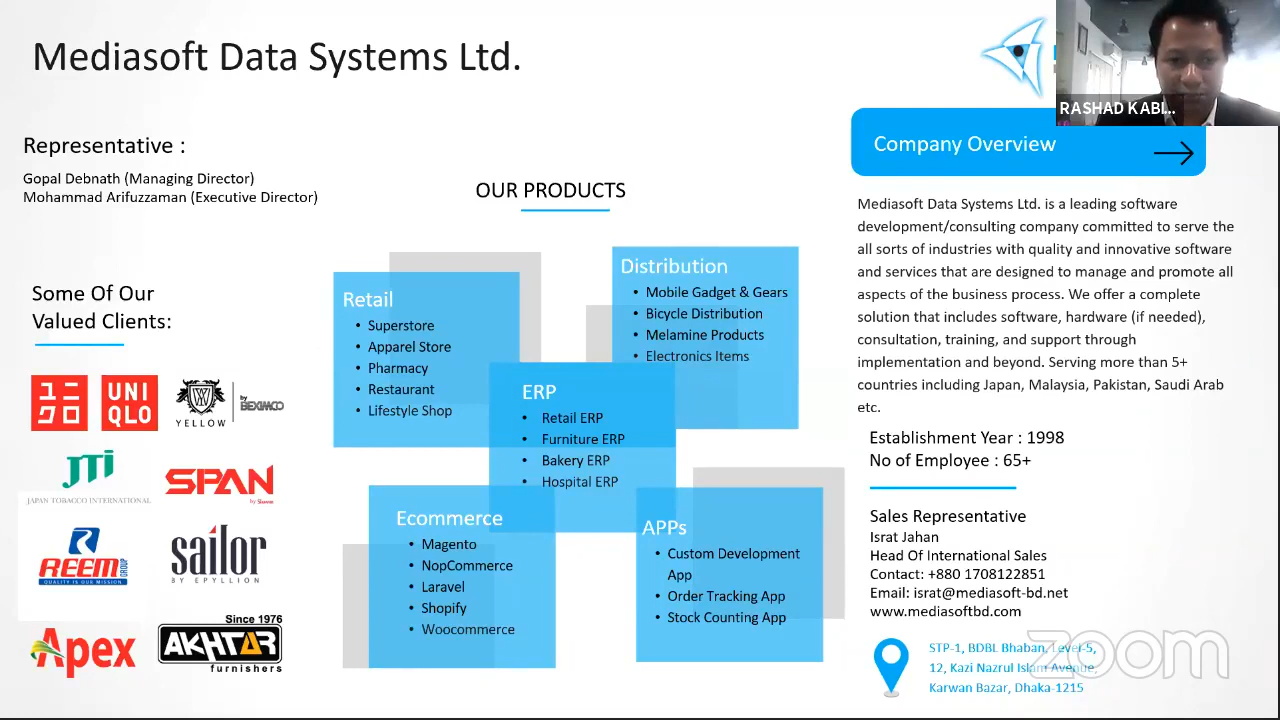 Mediasoft Data Systems Ltd.
RASHAD KABI...
Representative :
Gopal Debnath (Managing Director)
Mohammad Arifuzzaman (Executive Director)
Some Of Our
Valued Clients:
ユニ
クロ
UNI
QLO
YELLOW
by
BEXIMCO
JTi
JAPAN TOBACCO INTERNATIONAL
SPAN
REEM
GROUP
QUALITY IS OUR MISSION
sailor
BY EPYLLION
Apex
Since 1976
AKHTAR
furnishers
OUR PRODUCTS
Retail
• Superstore
• Apparel Store
• Pharmacy
• Restaurant
• Lifestyle Shop
Distribution
• Mobile Gadget & Gears
• Bicycle Distribution
• Melamine Products
• Electronics Items
ERP
• Retail ERP
• Furniture ERP
• Bakery ERP
• Hospital ERP
Ecommerce
• Magento
• NopCommerce
• Laravel
• Shopify
• Woocommerce
APPs
• Custom Development
App
• Order Tracking App
• Stock Counting App
Company Overview
Mediasoft Data Systems Ltd. is a leading software
development/consulting company committed to serve the
all sorts of industries with quality and innovative software
and services that are designed to manage and promote all
aspects of the business process. We offer a complete
solution that includes software, hardware (if needed),
consultation, training, and support through
implementation and beyond. Serving more than 5+
countries including Japan, Malaysia, Pakistan, Saudi Arab
etc.
Establishment Year : 1998
No of Employee : 65+
Sales Representative
Israt Jahan
Head Of International Sales
Contact: +880 1708122851
Email: israt@mediasoft-bd.net
www.mediasoftbd.com
STP-1, BDBL Bhaban, Level-5,
12, Kazi Nazrul Islam Avenue,
Karwan Bazar, Dhaka-1215
zoom